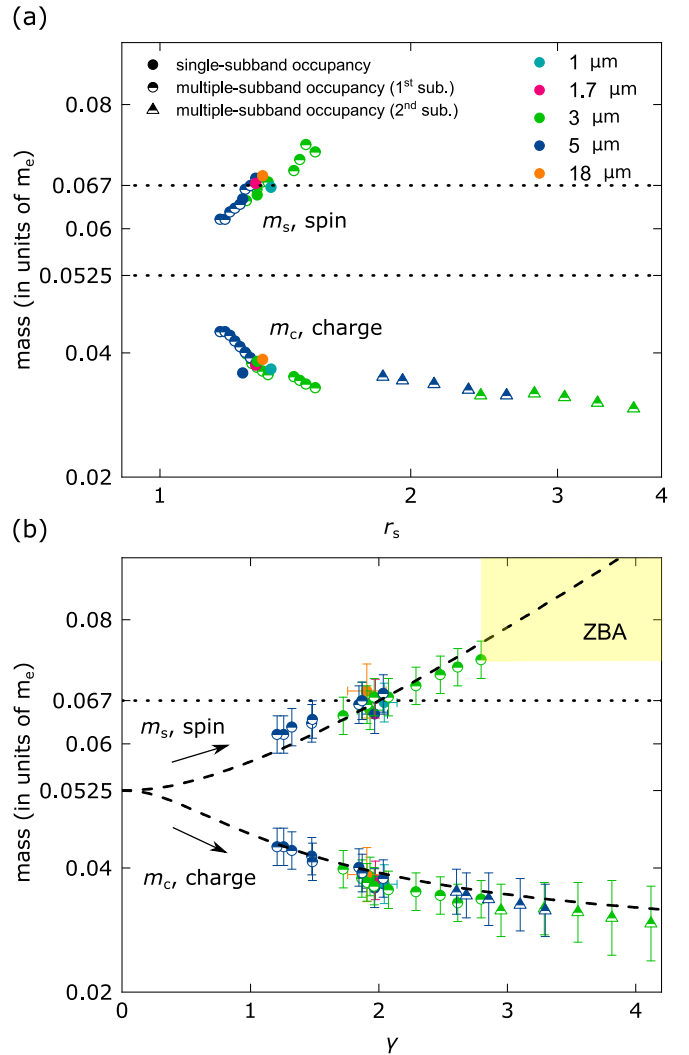 (a)
single-subband occupancy
multiple-subband occupancy (1st sub.)
multiple-subband occupancy (2nd sub.)
1 μm
1.7 μm
3 μm
5 μm
18 μm
0.08
0.067
0.06
0.0525
0.04
0.02
mass (in units of me)
ms, spin
mc, charge
1 2 3 4
rs
(b)
0.08
0.067
0.06
0.0525
0.04
0.02
mass (in units of me)
ZBA
ms, spin
mc, charge
0 1 2 3 4
γ